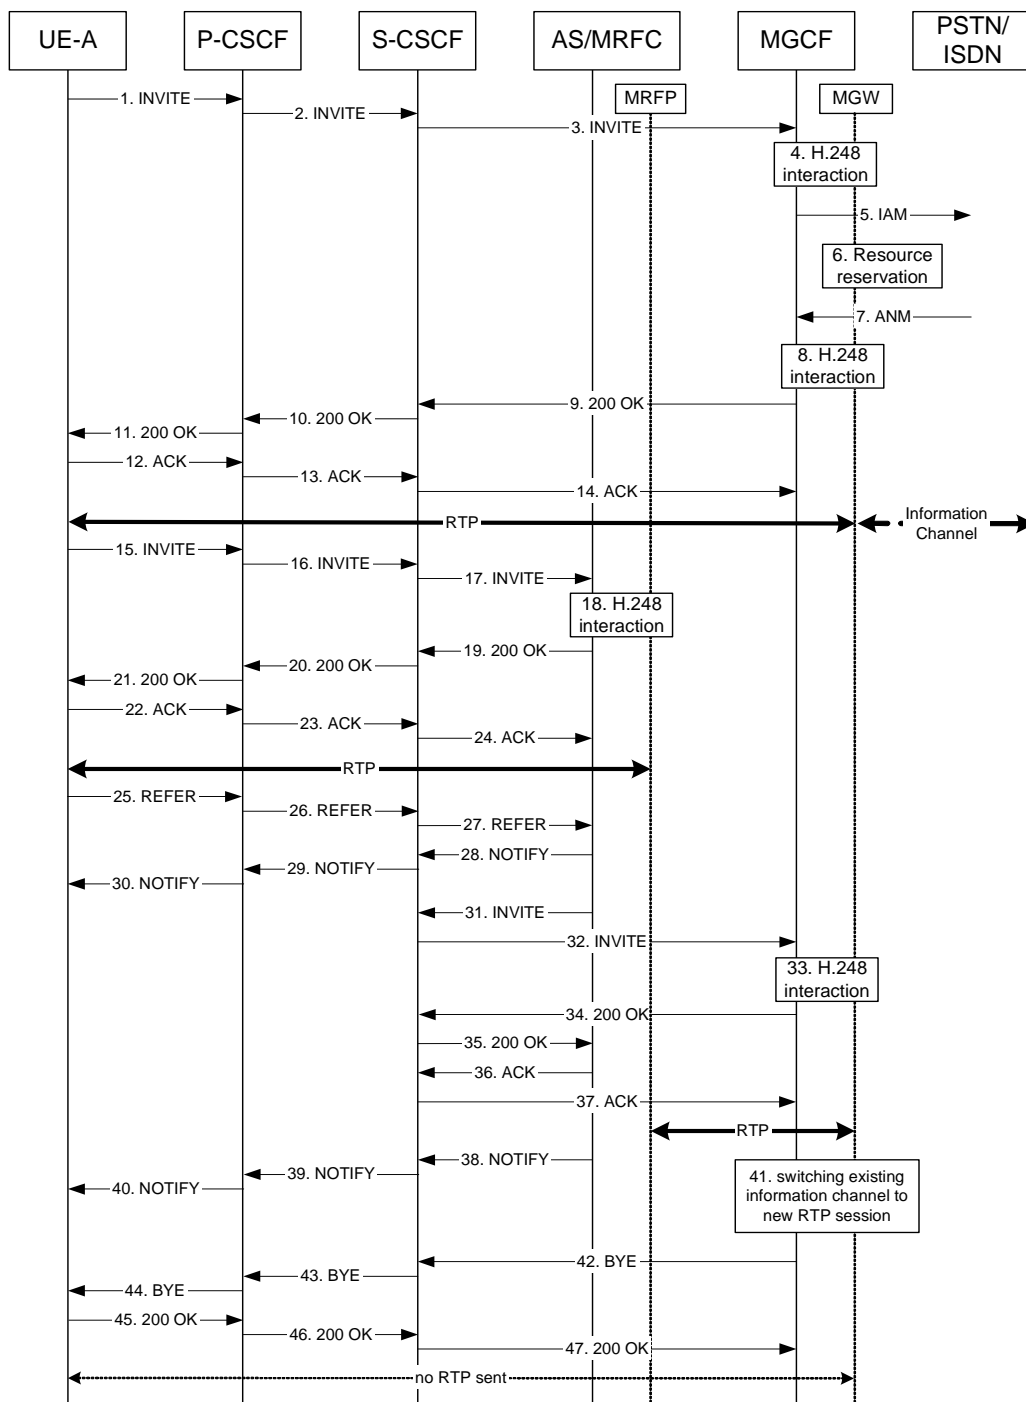 UE-A
P-CSCF
S-CSCF
AS/MRFC
MGCF
PSTN/
ISDN
MRFP
MGW
1. INVITE
2. INVITE
3. INVITE
4. H.248
interaction
5. IAM
6. Resource
reservation
7. ANM
8. H.248
interaction
9. 200 OK
10. 200 OK
11. 200 OK
12. ACK
13. ACK
14. ACK
RTP
Information
Channel
15. INVITE
16. INVITE
17. INVITE
18. H.248
interaction
19. 200 OK
20. 200 OK
21. 200 OK
22. ACK
23. ACK
24. ACK
RTP
25. REFER
26. REFER
27. REFER
28. NOTIFY
29. NOTIFY
30. NOTIFY
31. INVITE
32. INVITE
33. H.248
interaction
34. 200 OK
35. 200 OK
36. ACK
37. ACK
RTP
38. NOTIFY
39. NOTIFY
40. NOTIFY
41. switching existing
information channel to
new RTP session
42. BYE
43. BYE
44. BYE
45. 200 OK
46. 200 OK
47. 200 OK
no RTP sent